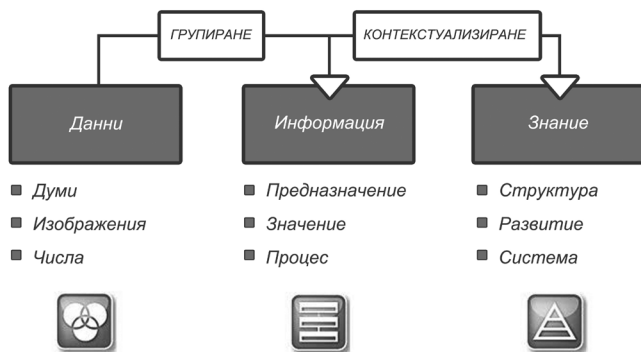 ГРУПИРАНЕ
КОНТЕКСТУАЛИЗИРАНЕ
Данни
Информация
Знание
Думи
Изображения
Числа
Предназначение
Значение
Процес
Структура
Развитие
Система